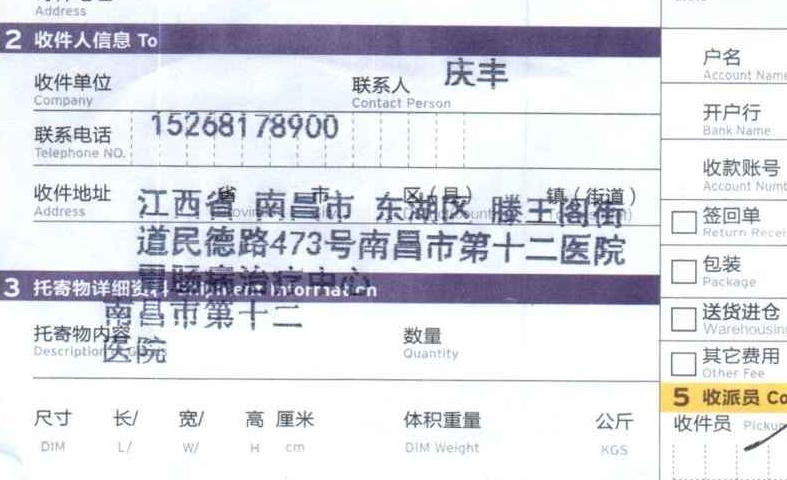 Address
2 收件人信息 To
收件单位
Company
联系人 庆丰
Contact Person
联系电话 15268178900
Telephone NO.
收件地址 省 市 区（县） 镇（街道）
Address
江西省 南昌市 东湖区 滕王阁街
道民德路473号南昌市第十二医院
胃肠病治疗中心
3 托寄物详细资料 Shipment Information
南昌市第十二
医院
托寄物内容
Description of Goods
数量
Quantity
尺寸 长/ 宽/ 高 厘米 体积重量 公斤
DIM L/ W/ H cm DIM Weight KGS
户名
Account Name
开户行
Bank Name
收款账号
Account Numb
签回单
Return Recei
包装
Package
送货进仓
Warehousin
其它费用
Other Fee
5 收派员 Co
收件员 Pickup